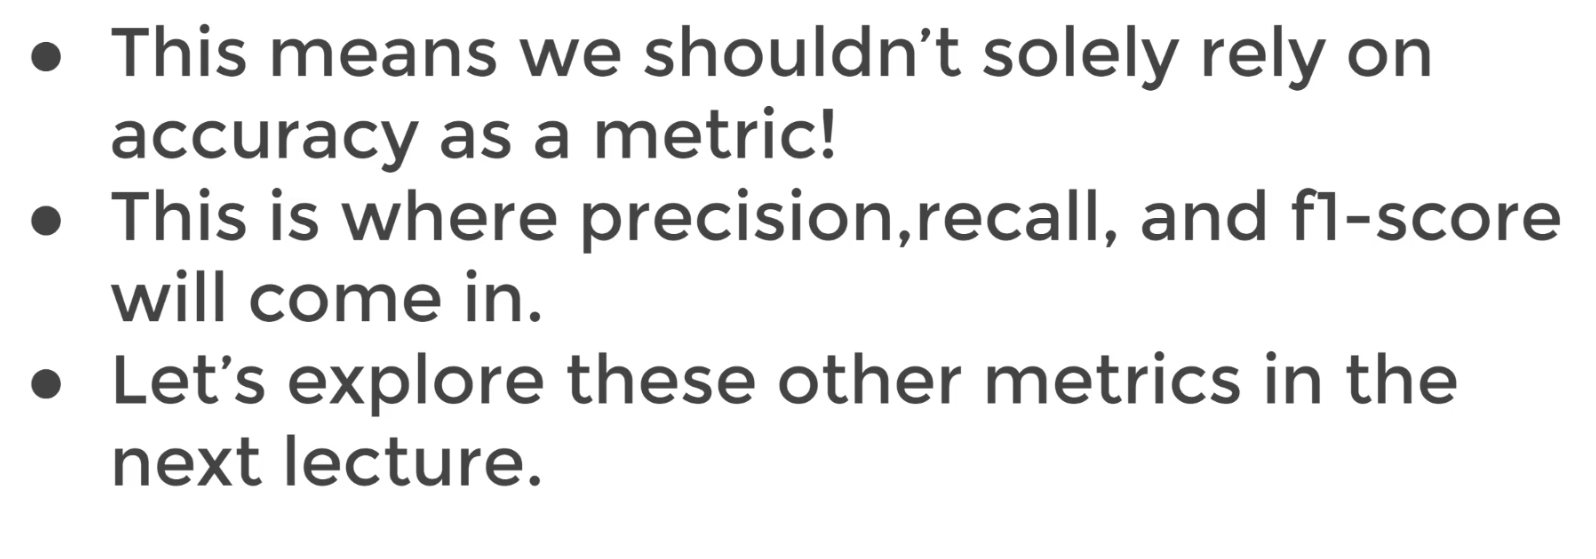 • This means we shouldn’t solely rely on
accuracy as a metric!
• This is where precision,recall, and f1-score
will come in.
• Let’s explore these other metrics in the
next lecture.